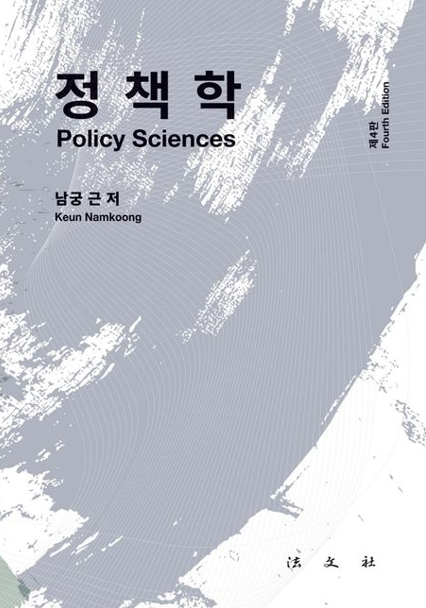 정책학
Policy Sciences
제4판
Fourth Edition
남궁 근 저
Keun Namkoong
法 文 社